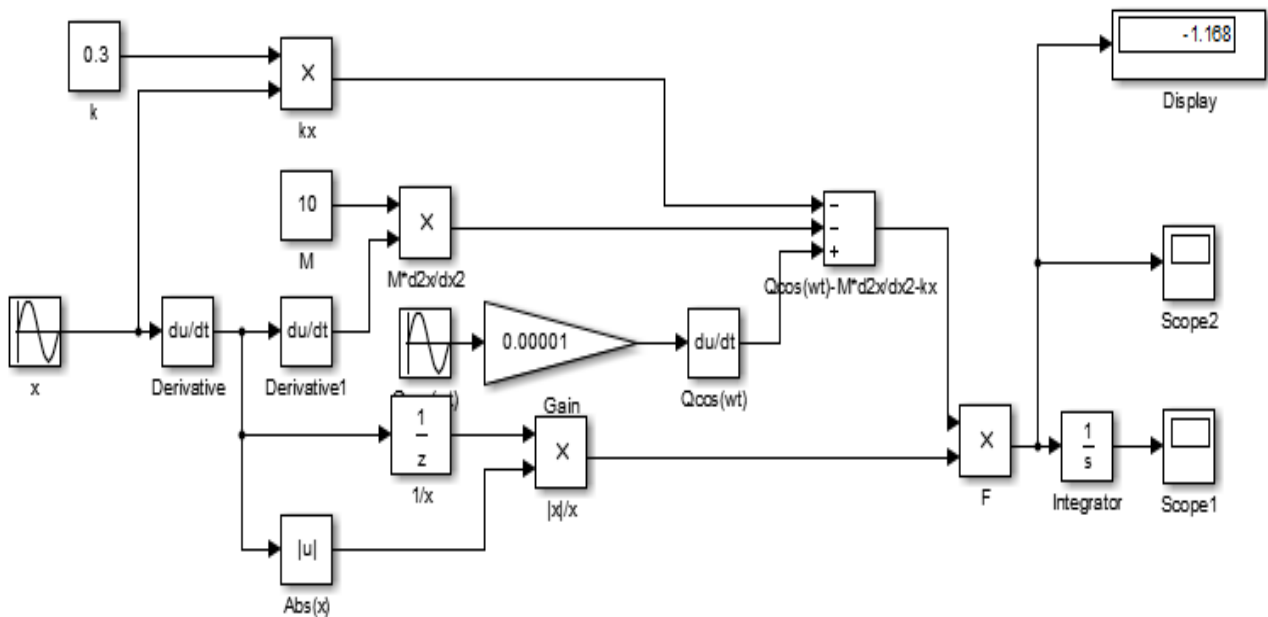 0.3
k
X
kx
-1.168
Display
10
M
X
M*d2x/dx2
−
−
+
Qcos(wt)-M*d2x/dx2-kx
Scope2
x
du/dt
Derivative
du/dt
Derivative1
0.00001
Gain
du/dt
Qcos(wt)
1
z
1/x
X
|x|/x
X
F
1
s
Integrator
Scope1
|u|
Abs(x)